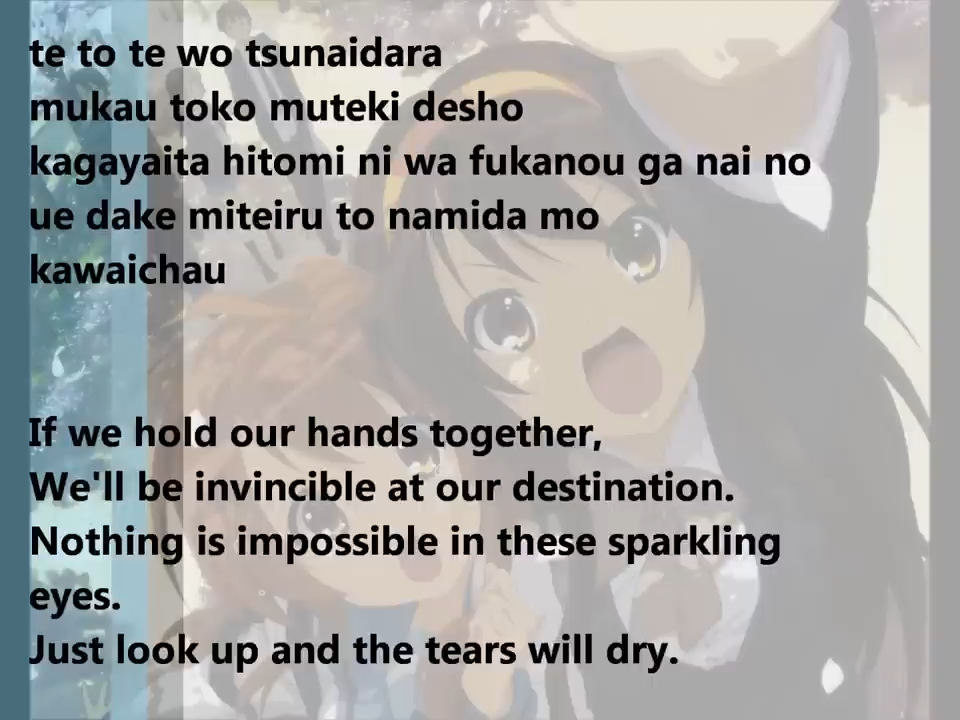 te to te wo tsunaidara
mukau toko muteki desho
kagayaita hitomi ni wa fukanou ga nai no
ue dake miteiru to namida mo
kawaichau
If we hold our hands together,
We'll be invincible at our destination.
Nothing is impossible in these sparkling
eyes.
Just look up and the tears will dry.